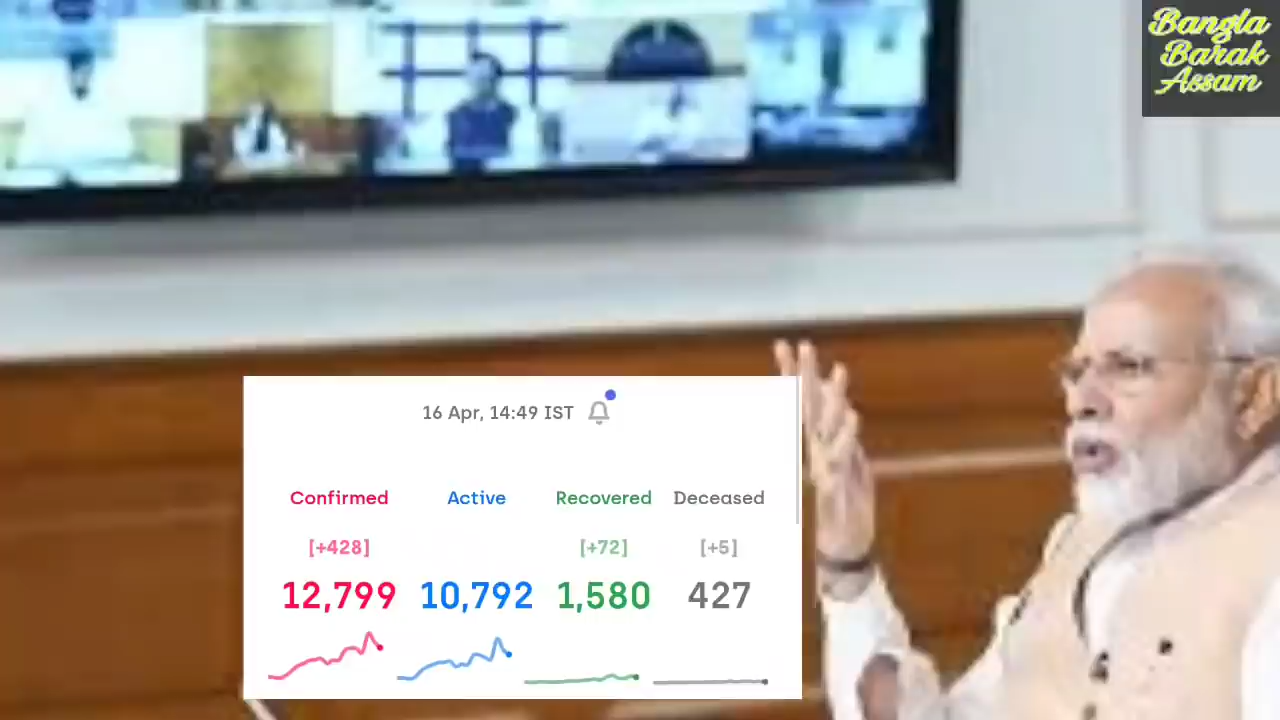 Bangla
Barak
Assam
16 Apr, 14:49 IST
Confirmed Active Recovered Deceased
[+428] [+72] [+5]
12,799 10,792 1,580 427